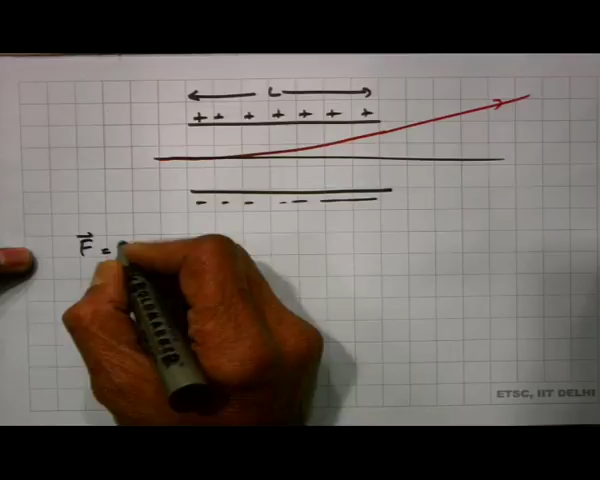 L
+ + + + + + +
- - - - - - -
F⃗ =
ETSC, IIT DELHI